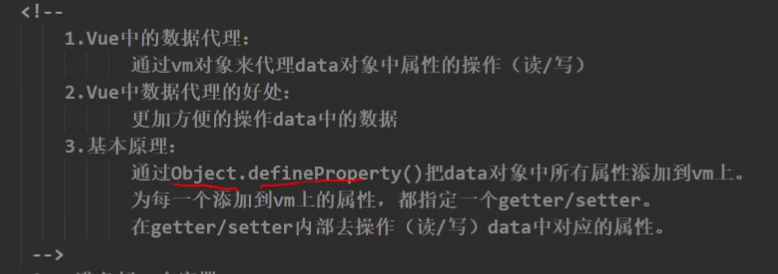 <!--
1.Vue中的数据代理：
通过vm对象来代理data对象中属性的操作（读/写）
2.Vue中数据代理的好处：
更加方便的操作data中的数据
3.基本原理：
通过Object.defineProperty()把data对象中所有属性添加到vm上。
为每一个添加到vm上的属性，都指定一个getter/setter。
在getter/setter内部去操作（读/写）data中对应的属性。
-->